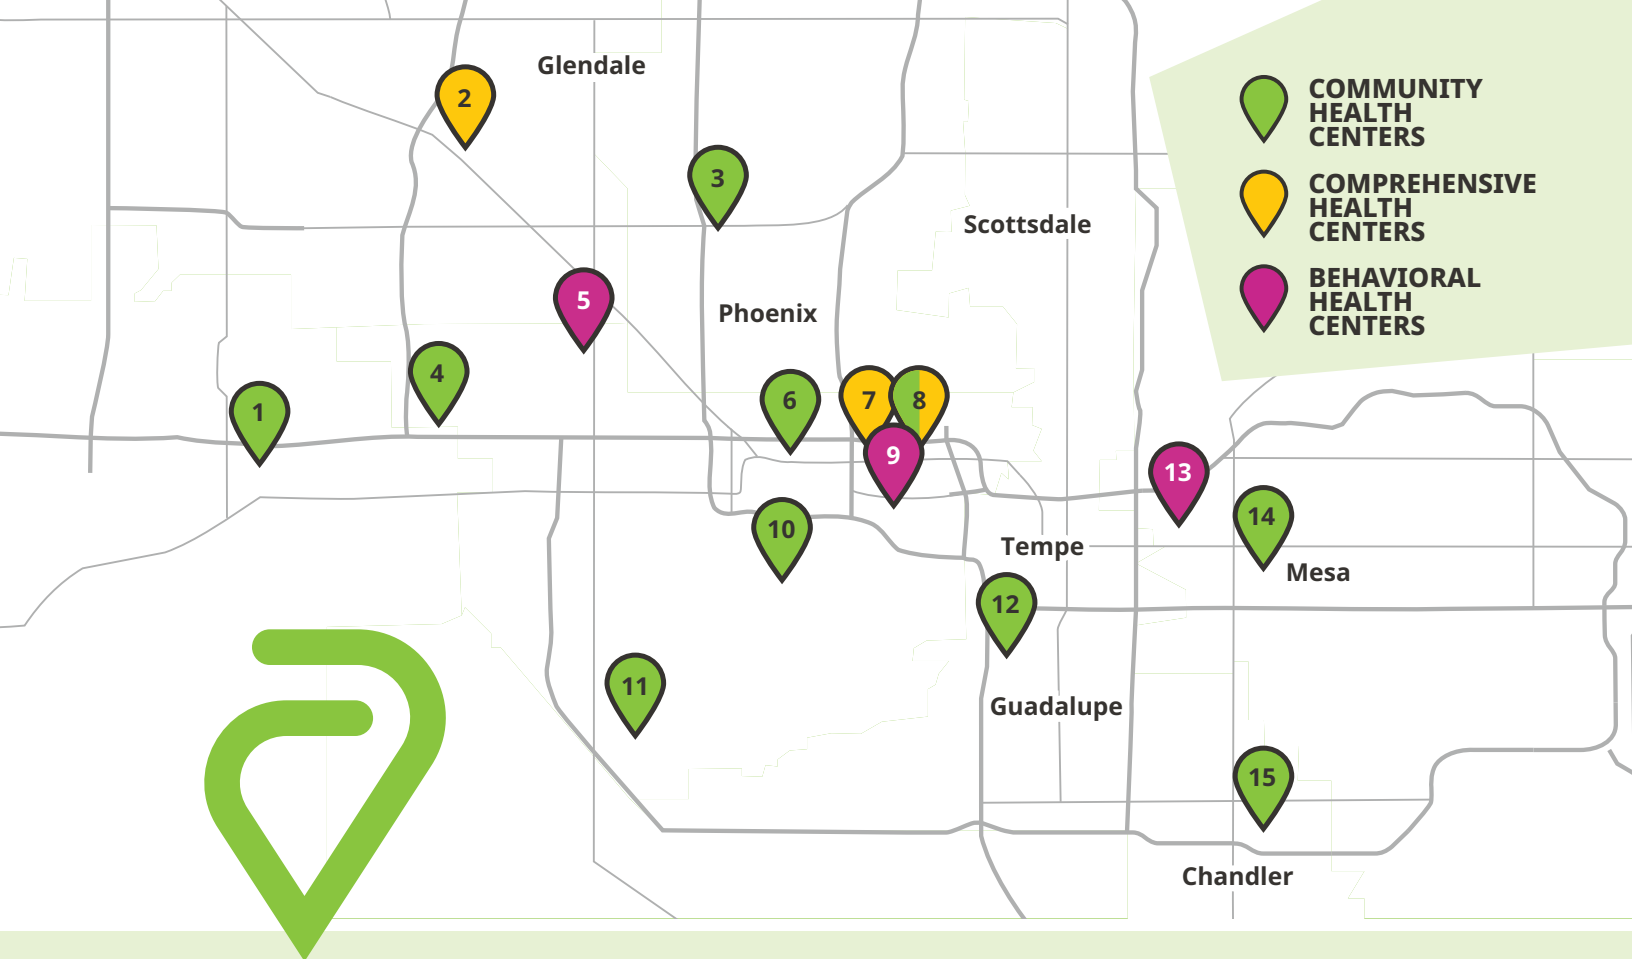 Glendale
COMMUNITY
HEALTH
CENTERS
2
3
COMPREHENSIVE
HEALTH
CENTERS
Scottsdale
BEHAVIORAL
HEALTH
CENTERS
5
Phoenix
4
1
6
7
8
9
13
14
10
Tempe
Mesa
12
11
Guadalupe
15
Chandler